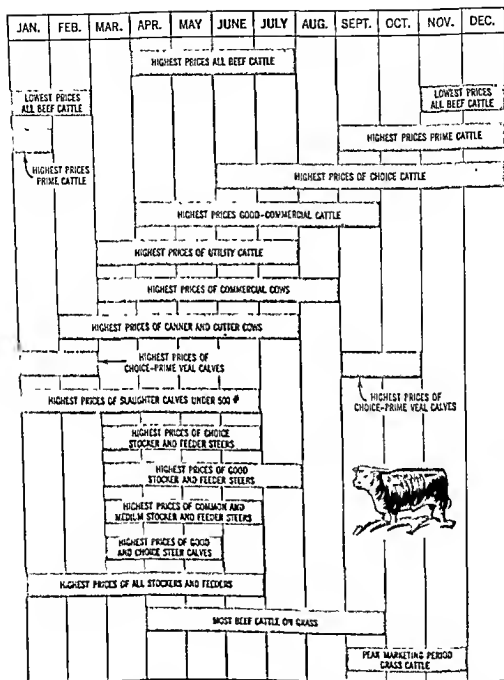 JAN. FEB. MAR. APR. MAY JUNE JULY AUG. SEPT. OCT. NOV. DEC.
HIGHEST PRICES ALL BEEF CATTLE
LOWEST PRICES
ALL BEEF CATTLE
LOWEST PRICES
ALL BEEF CATTLE
HIGHEST PRICES PRIME CATTLE
HIGHEST PRICES
PRIME CATTLE
HIGHEST PRICES OF CHOICE CATTLE
HIGHEST PRICES GOOD-COMMERCIAL CATTLE
HIGHEST PRICES OF UTILITY CATTLE
HIGHEST PRICES OF COMMERCIAL COWS
HIGHEST PRICES OF CANNER AND CUTTER COWS
HIGHEST PRICES OF
CHOICE-PRIME VEAL CALVES
HIGHEST PRICES OF
CHOICE-PRIME VEAL CALVES
HIGHEST PRICES OF SLAUGHTER CALVES UNDER 500 #
HIGHEST PRICES OF CHOICE
STOCKER AND FEEDER STEERS
HIGHEST PRICES OF GOOD
STOCKER AND FEEDER STEERS
HIGHEST PRICES OF COMMON AND
MEDIUM STOCKER AND FEEDER STEERS
HIGHEST PRICES OF GOOD
AND CHOICE STEER CALVES
HIGHEST PRICES OF ALL STOCKERS AND FEEDERS
MOST BEEF CATTLE ON GRASS
PEAK MARKETING PERIOD
GRASS CATTLE